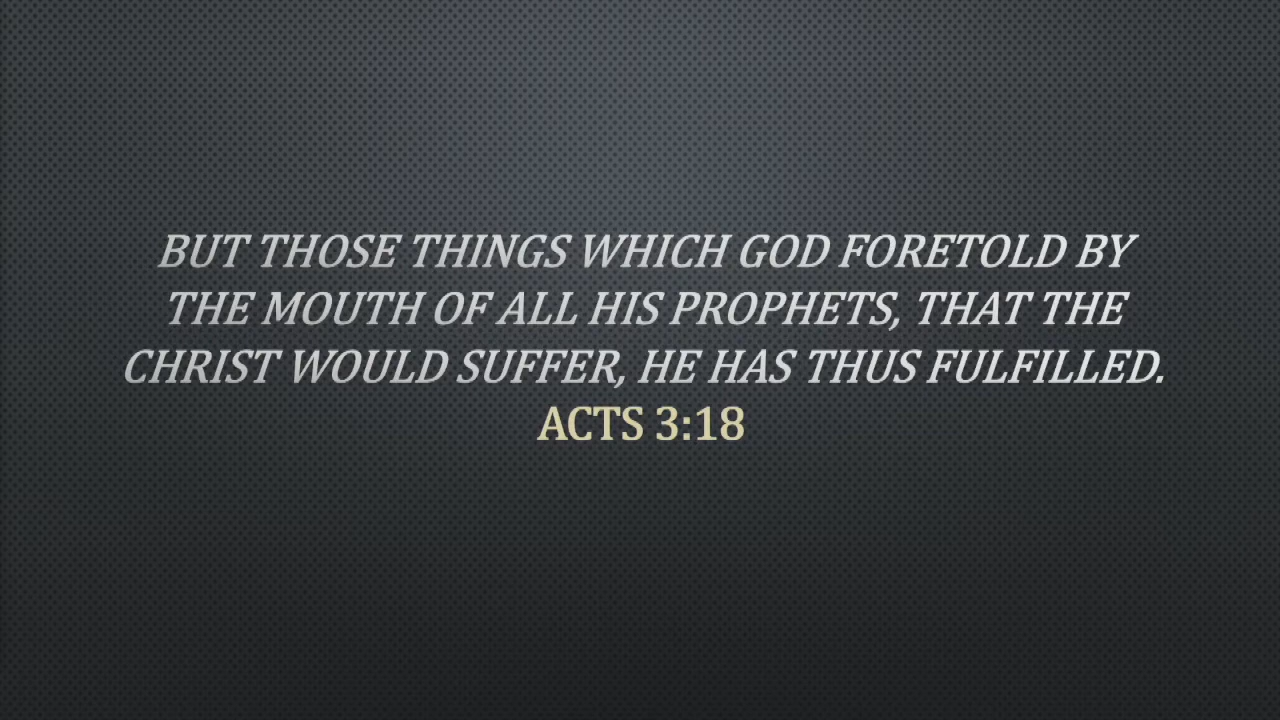 BUT THOSE THINGS WHICH GOD FORETOLD BY
THE MOUTH OF ALL HIS PROPHETS, THAT THE
CHRIST WOULD SUFFER, HE HAS THUS FULFILLED.
ACTS 3:18